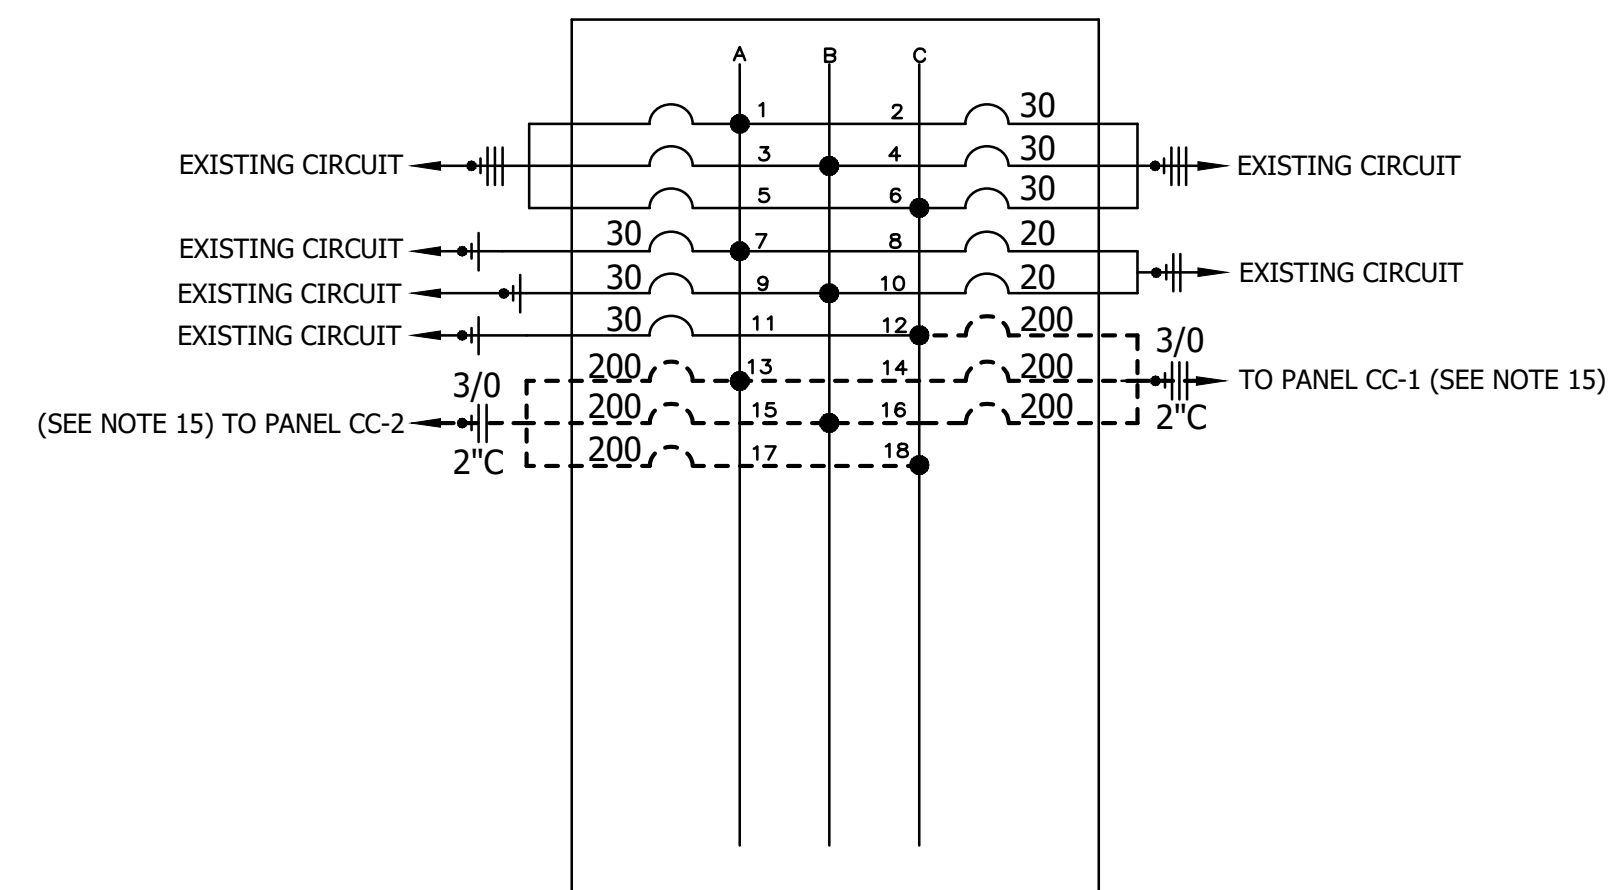 A B C
1 2 30
EXISTING CIRCUIT 3 4 30 EXISTING CIRCUIT
5 6 30
EXISTING CIRCUIT 30 7 8 20
EXISTING CIRCUIT
EXISTING CIRCUIT 30 9 10 20
EXISTING CIRCUIT 30 11 12 200
3/0
3/0 200 13 14 200 TO PANEL CC-1 (SEE NOTE 15)
(SEE NOTE 15) TO PANEL CC-2 200 15 16 200 2"C
2"C 200 17 18